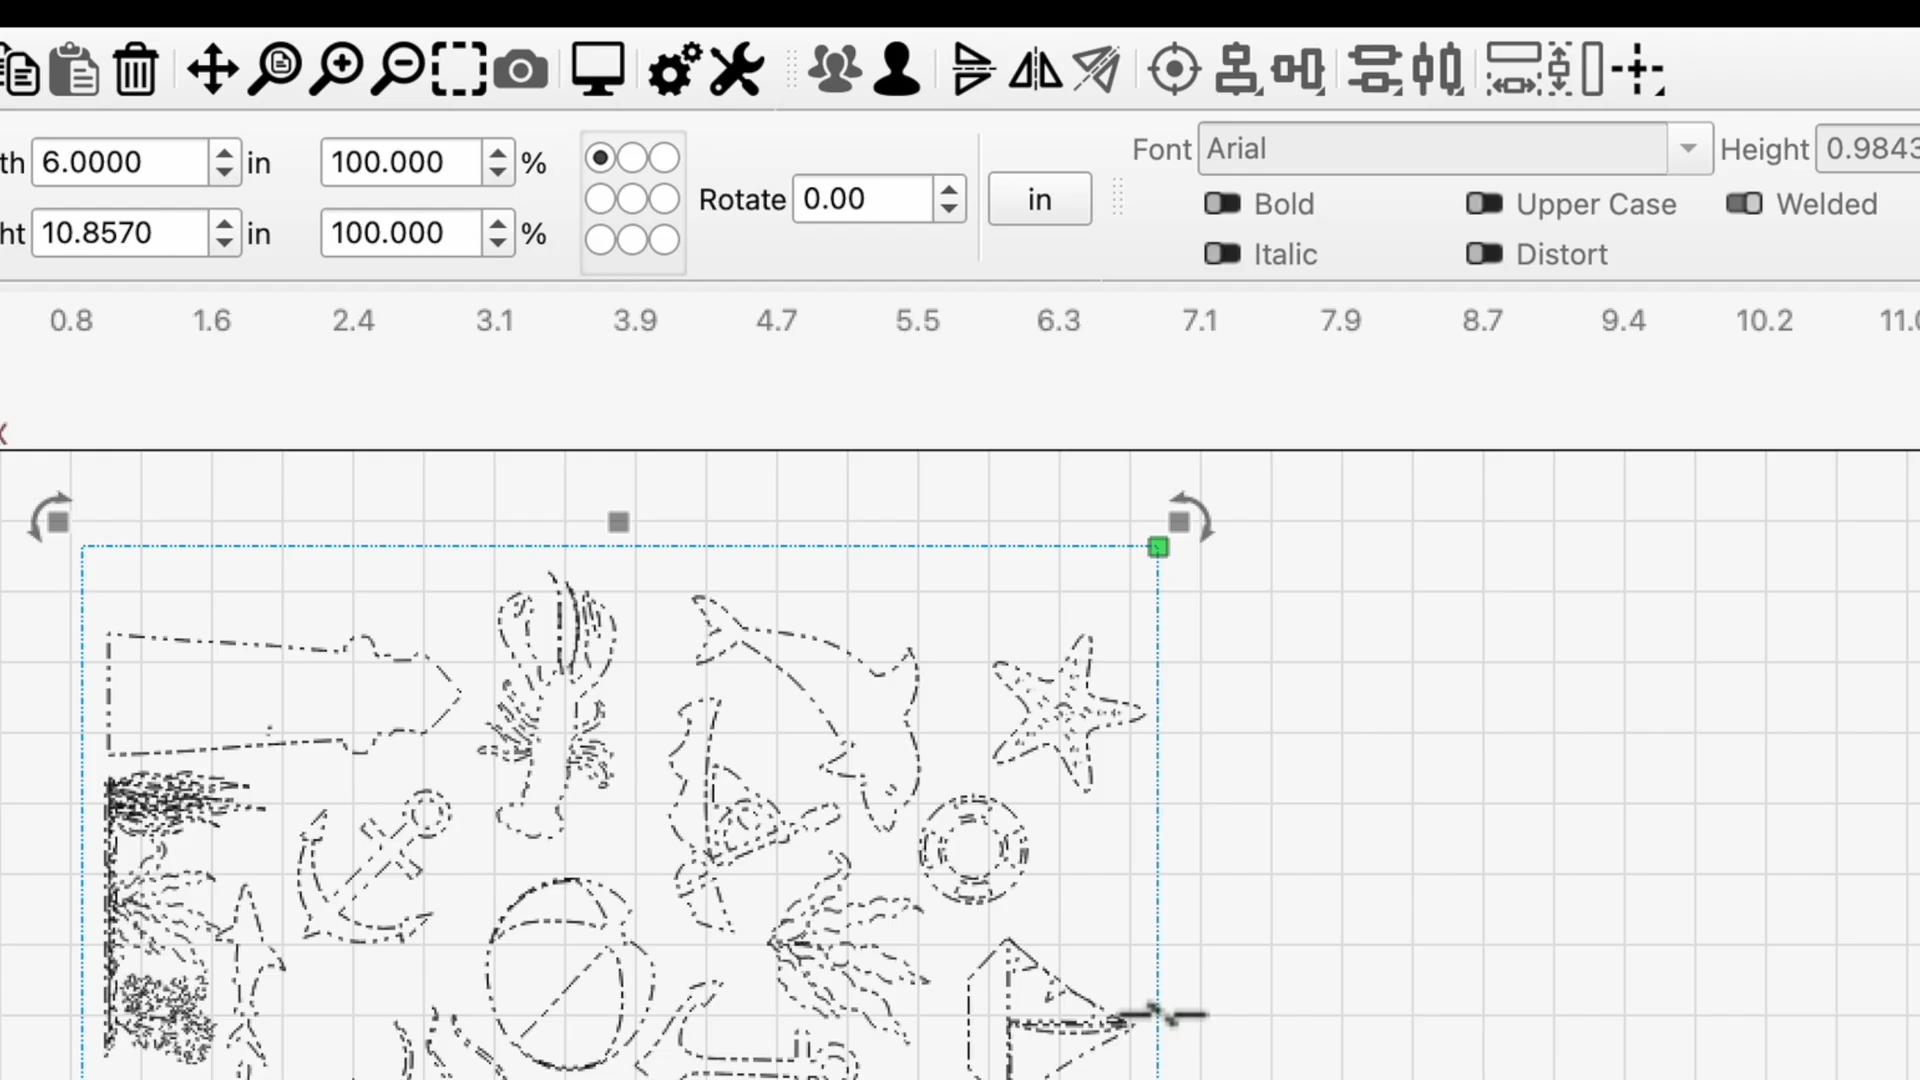 th 6.0000 in 100.000 %
ht 10.8570 in 100.000 %
Rotate 0.00 in
Font Arial Height 0.9843
Bold Upper Case Welded
Italic Distort
0.8 1.6 2.4 3.1 3.9 4.7 5.5 6.3 7.1 7.9 8.7 9.4 10.2 11.0
X